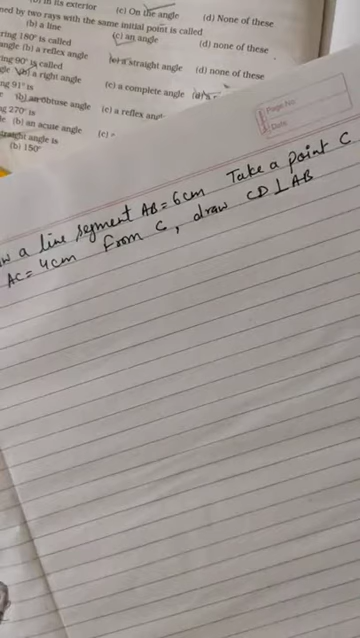 in its exterior (c) On the angle (d) None of these
ned by two rays with the same initial point is called
(b) a line (c) an angle (d) none of these
ring 180° is called
angle (b) a reflex angle (c) a straight angle (d) none of these
ng 90° is called
gle (b) a right angle (c) a complete angle
ng 91° is
(b) an obtuse angle (c) a reflex
ng 270° is
le (b) an acute angle (c)
straight angle is
(b) 150°
Page No.
Date
a line segment AB = 6cm Take a point C
AC = 4cm From C, draw CD ⊥ AB